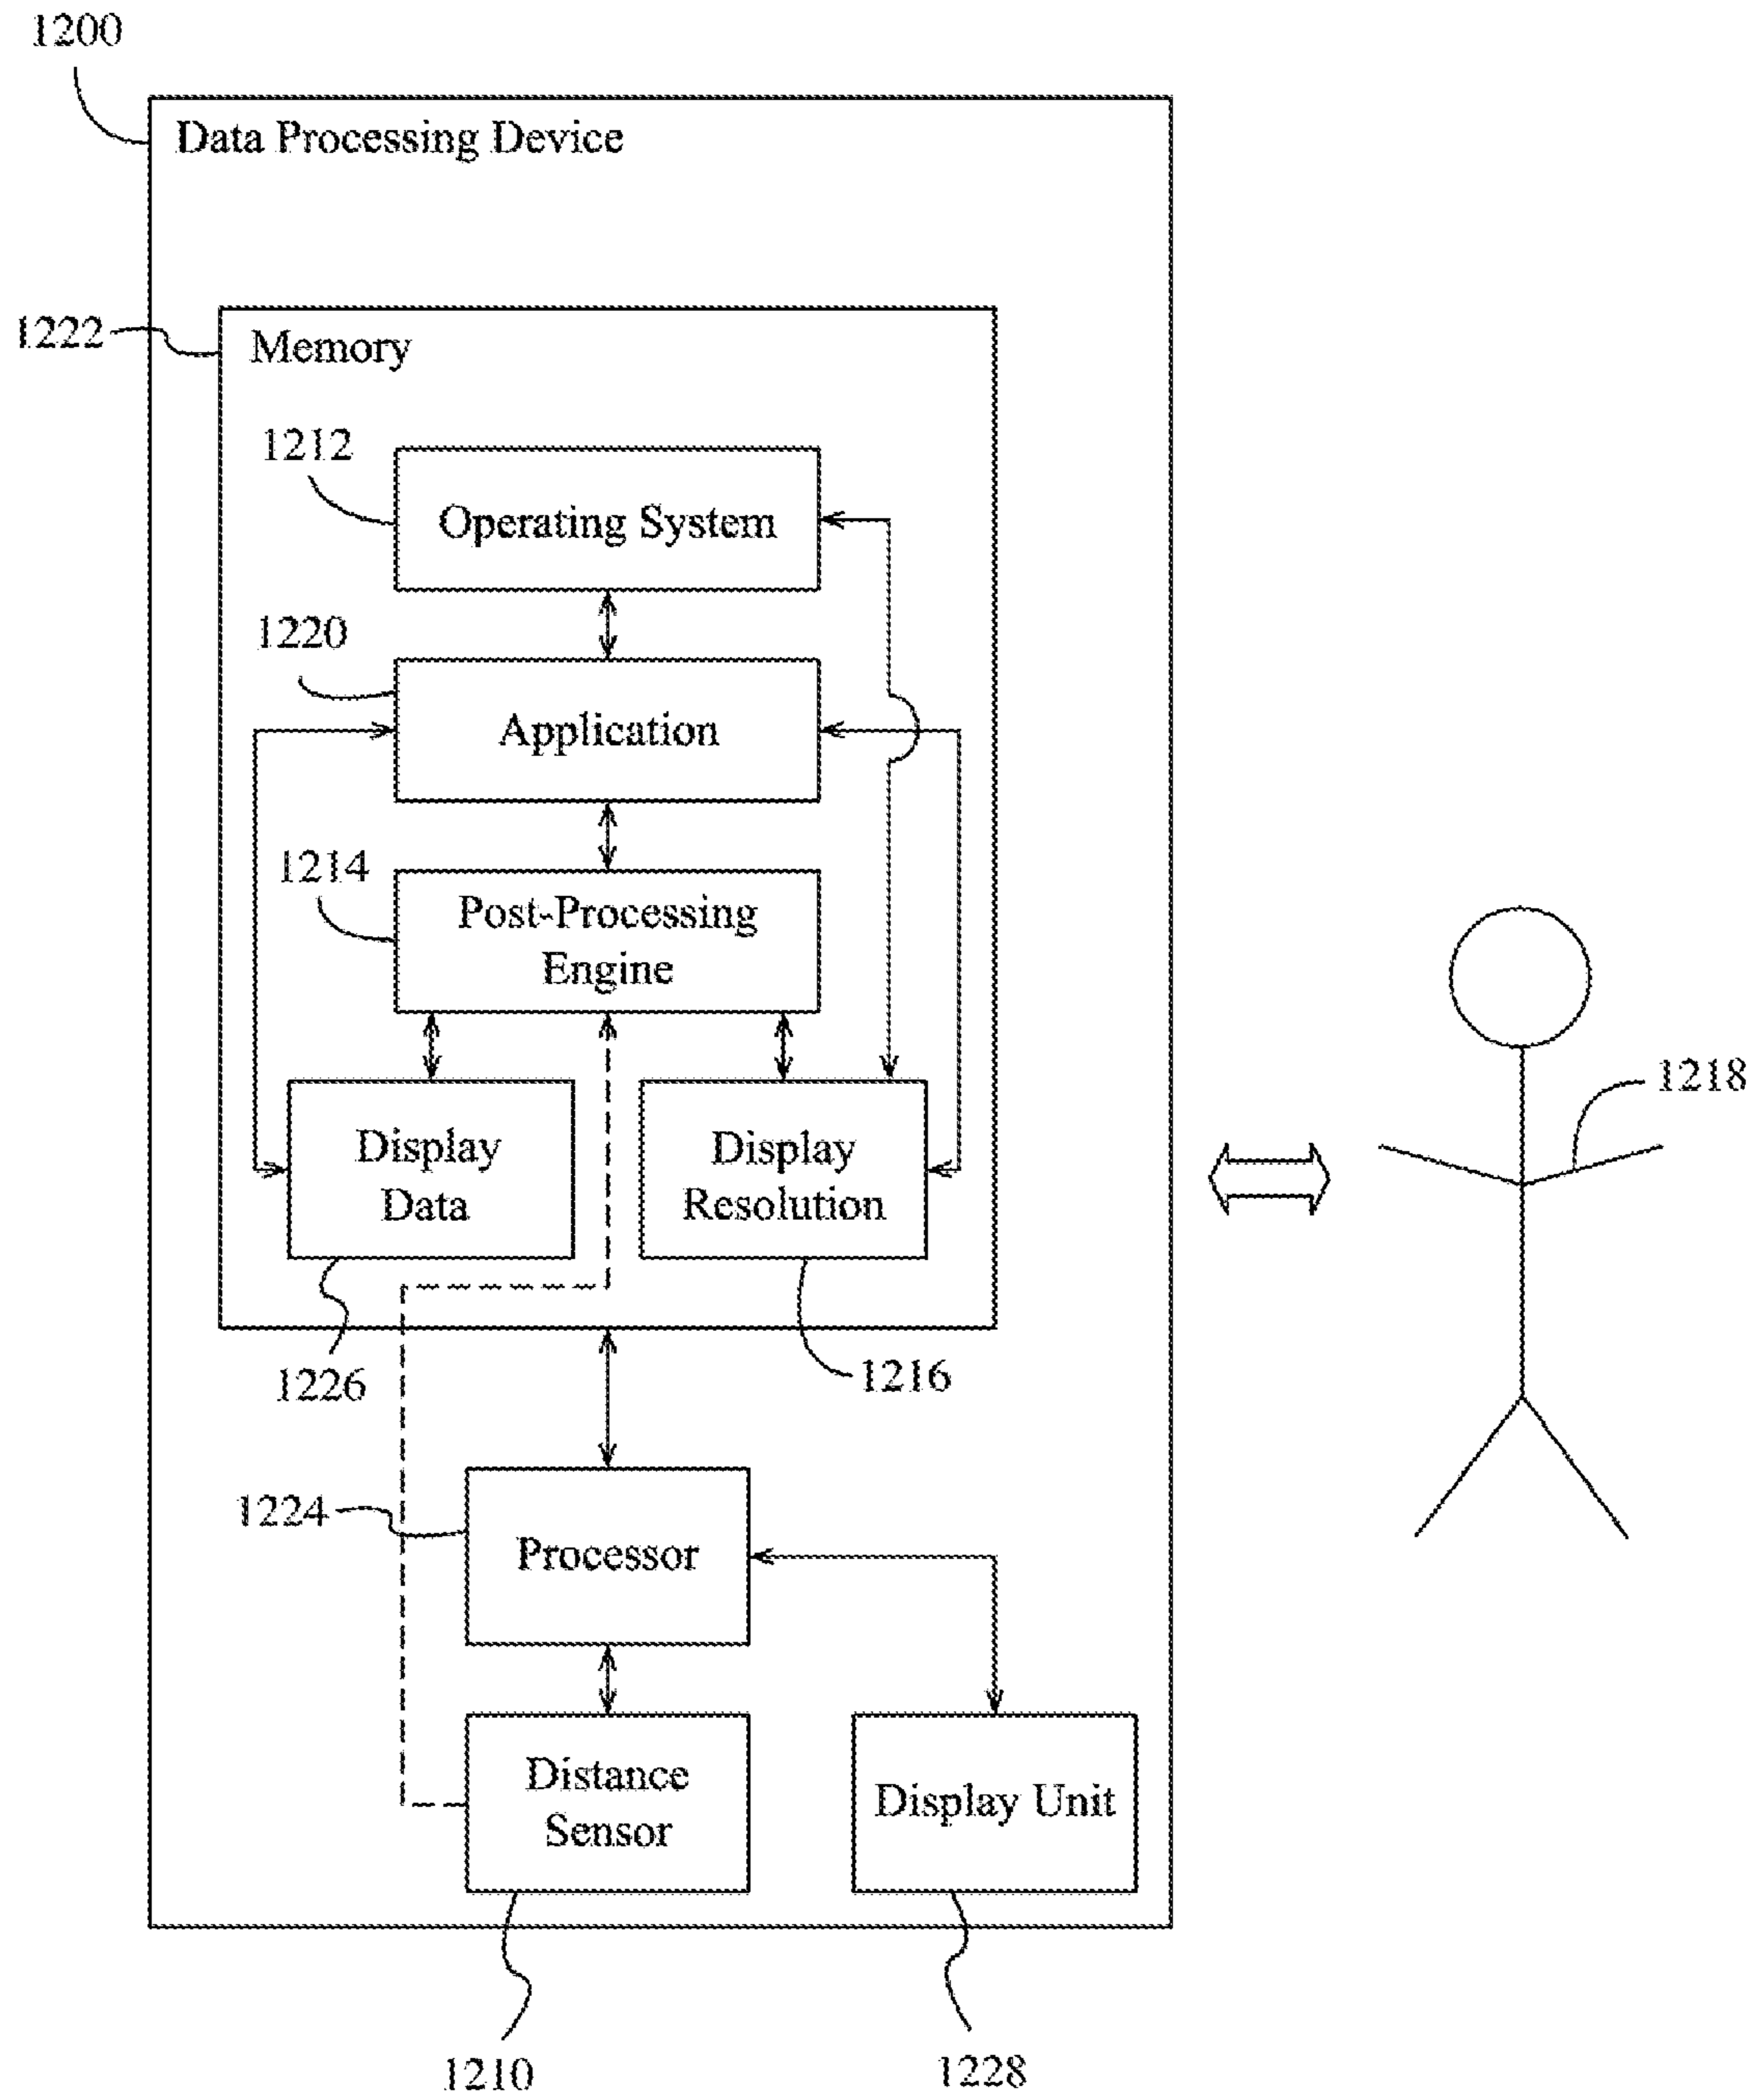 1200
Data Processing Device
1222
Memory
1212
Operating System
1220
Application
1214
Post-Processing
Engine
1218
Display
Data
Display
Resolution
1226
1216
1224
Processor
Distance
Sensor
Display Unit
1210
1228